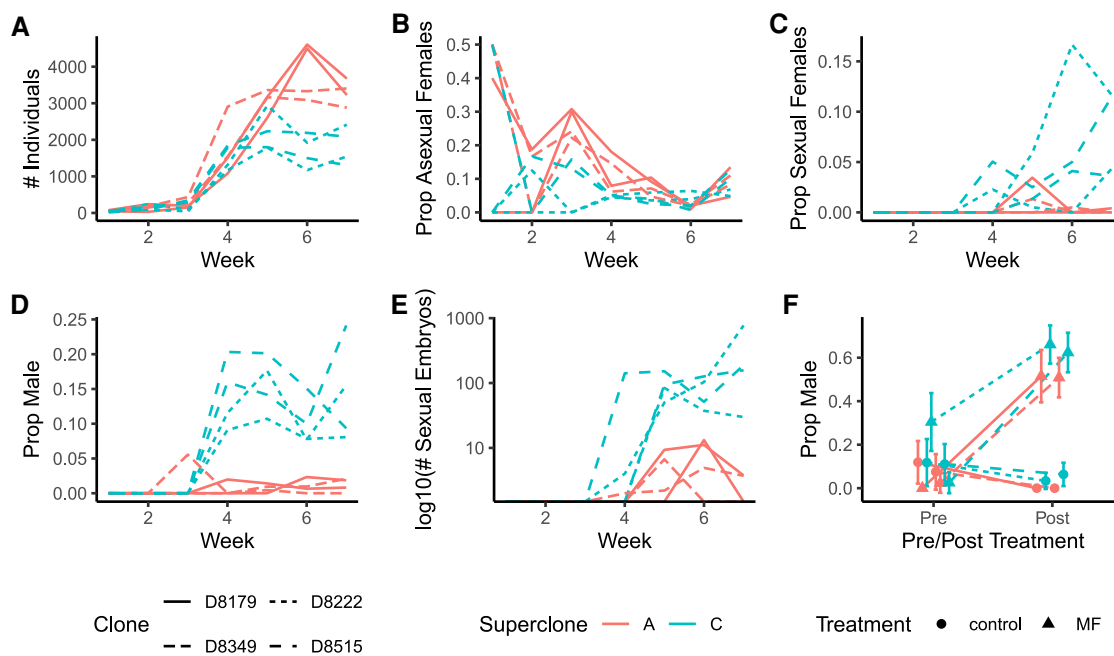 A
# Individuals
4000
3000
2000
1000
0
2 4 6
Week
B
Prop Asexual Females
0.5
0.4
0.3
0.2
0.1
0.0
2 4 6
Week
C
Prop Sexual Females
0.15
0.10
0.05
0.00
2 4 6
Week
D
Prop Male
0.25
0.20
0.15
0.10
0.05
0.00
2 4 6
Week
E
log10(# Sexual Embryos)
1000
100
10
2 4 6
Week
F
Prop Male
0.6
0.4
0.2
0.0
Pre Post
Pre/Post Treatment
Clone
D8179 D8222
D8349 D8515
Superclone A C
Treatment control MF